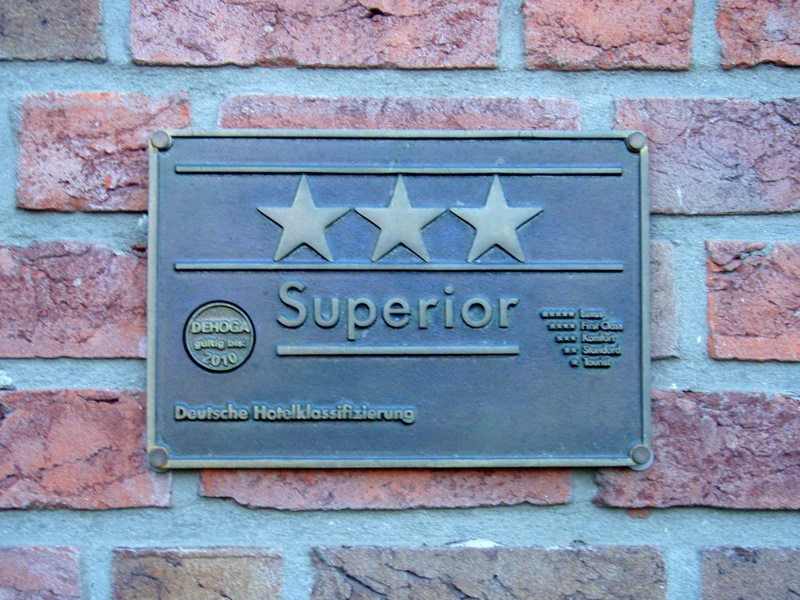 ★★★
Superior
DEHOGA
gültig bis:
2010
★★★★★ Luxus
★★★★ First Class
★★★ Komfort
★★ Standard
★ Tourist
Deutsche Hotelklassifizierung